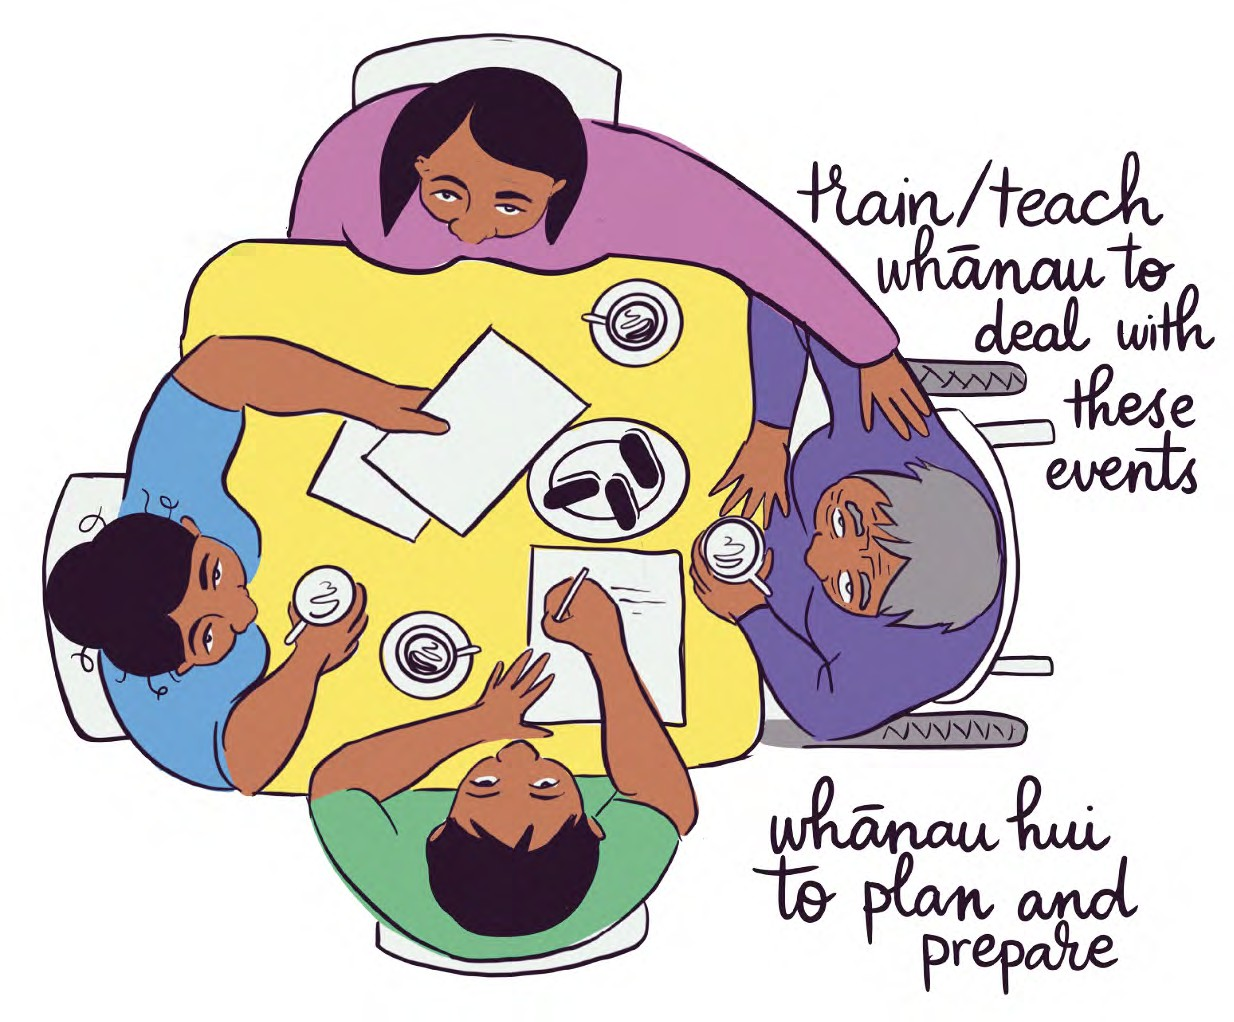 train/teach
whānau to
deal with
these
events
whānau hui
to plan and
prepare